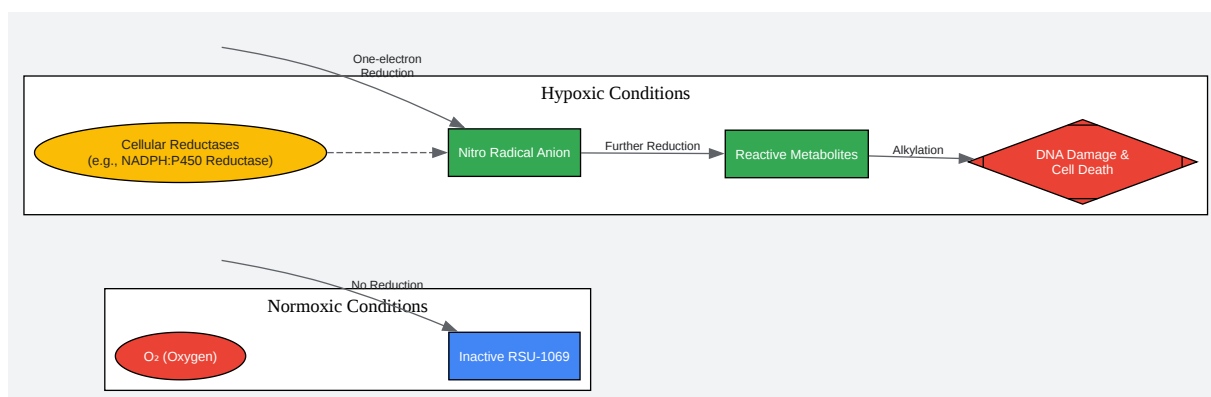 One-electron
Reduction
Hypoxic Conditions
Cellular Reductases
(e.g., NADPH:P450 Reductase)
Nitro Radical Anion
Further Reduction
Reactive Metabolites
Alkylation
DNA Damage &
Cell Death
No Reduction
Normoxic Conditions
O₂ (Oxygen)
Inactive RSU-1069